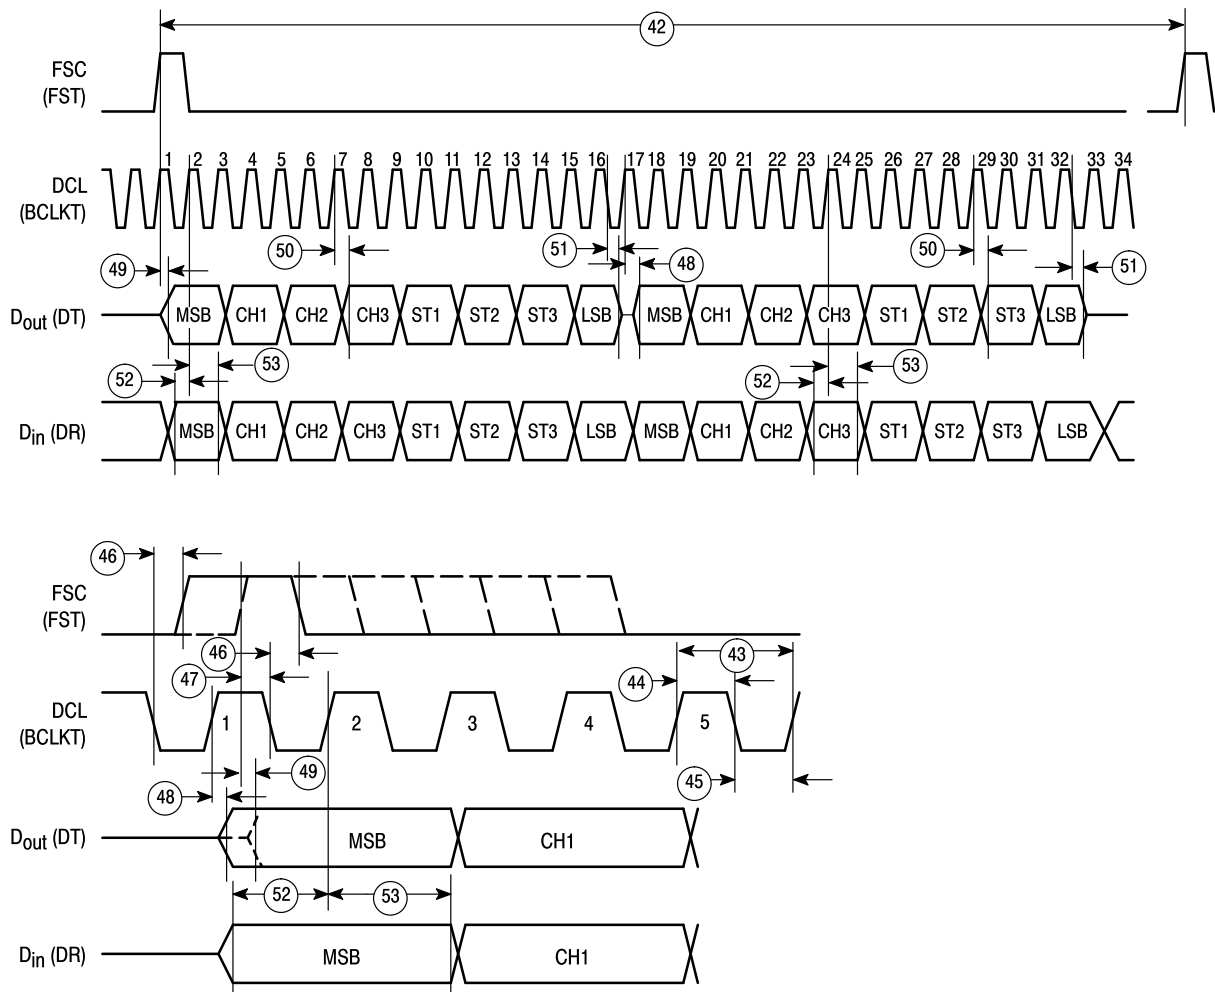 42
FSC
(FST)
1 2 3 4 5 6 7 8 9 10 11 12 13 14 15 16 17 18 19 20 21 22 23 24 25 26 27 28 29 30 31 32 33 34
DCL
(BCLKT)
50 51 50
49 48 51
Dout (DT) MSB CH1 CH2 CH3 ST1 ST2 ST3 LSB MSB CH1 CH2 CH3 ST1 ST2 ST3 LSB
53 53
52 52
Din (DR) MSB CH1 CH2 CH3 ST1 ST2 ST3 LSB MSB CH1 CH2 CH3 ST1 ST2 ST3 LSB
46
FSC
(FST)
46 43
47 44
DCL
(BCLKT)
1 2 3 4 5
49 45
48
Dout (DT) MSB CH1
52 53
Din (DR) MSB CH1